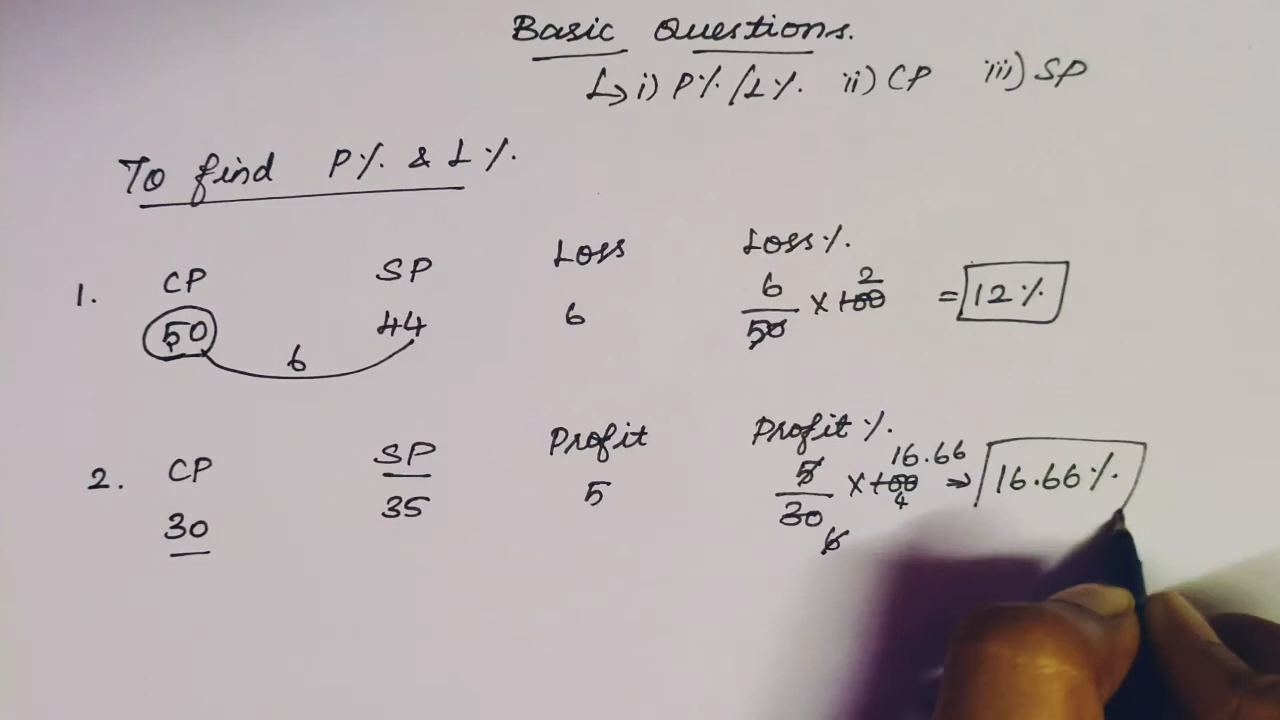 Basic Questions.
↳ i) P% / L% ii) CP iii) SP
To find P% & L%.
1. CP SP Loss Loss%.
50 44 6 6/50 × 100 2 = 12%
6
2. CP SP Profit Profit%.
30 35 5 5/30 × 100 16.66 ⇒ 16.66%
6 4